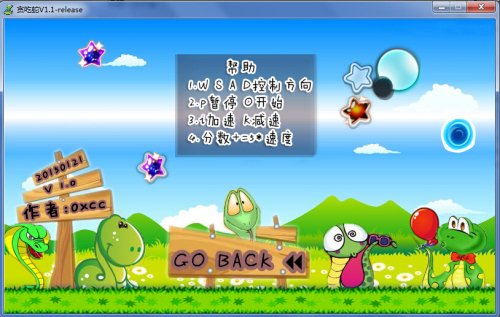 贪吃蛇V1.1-release
帮助
1.W S A D控制方向
2.P暂停 O开始
3.i加速 K减速
4.分数+=5*速度
20130121
V 1.0
作者:0xcc
GO BACK